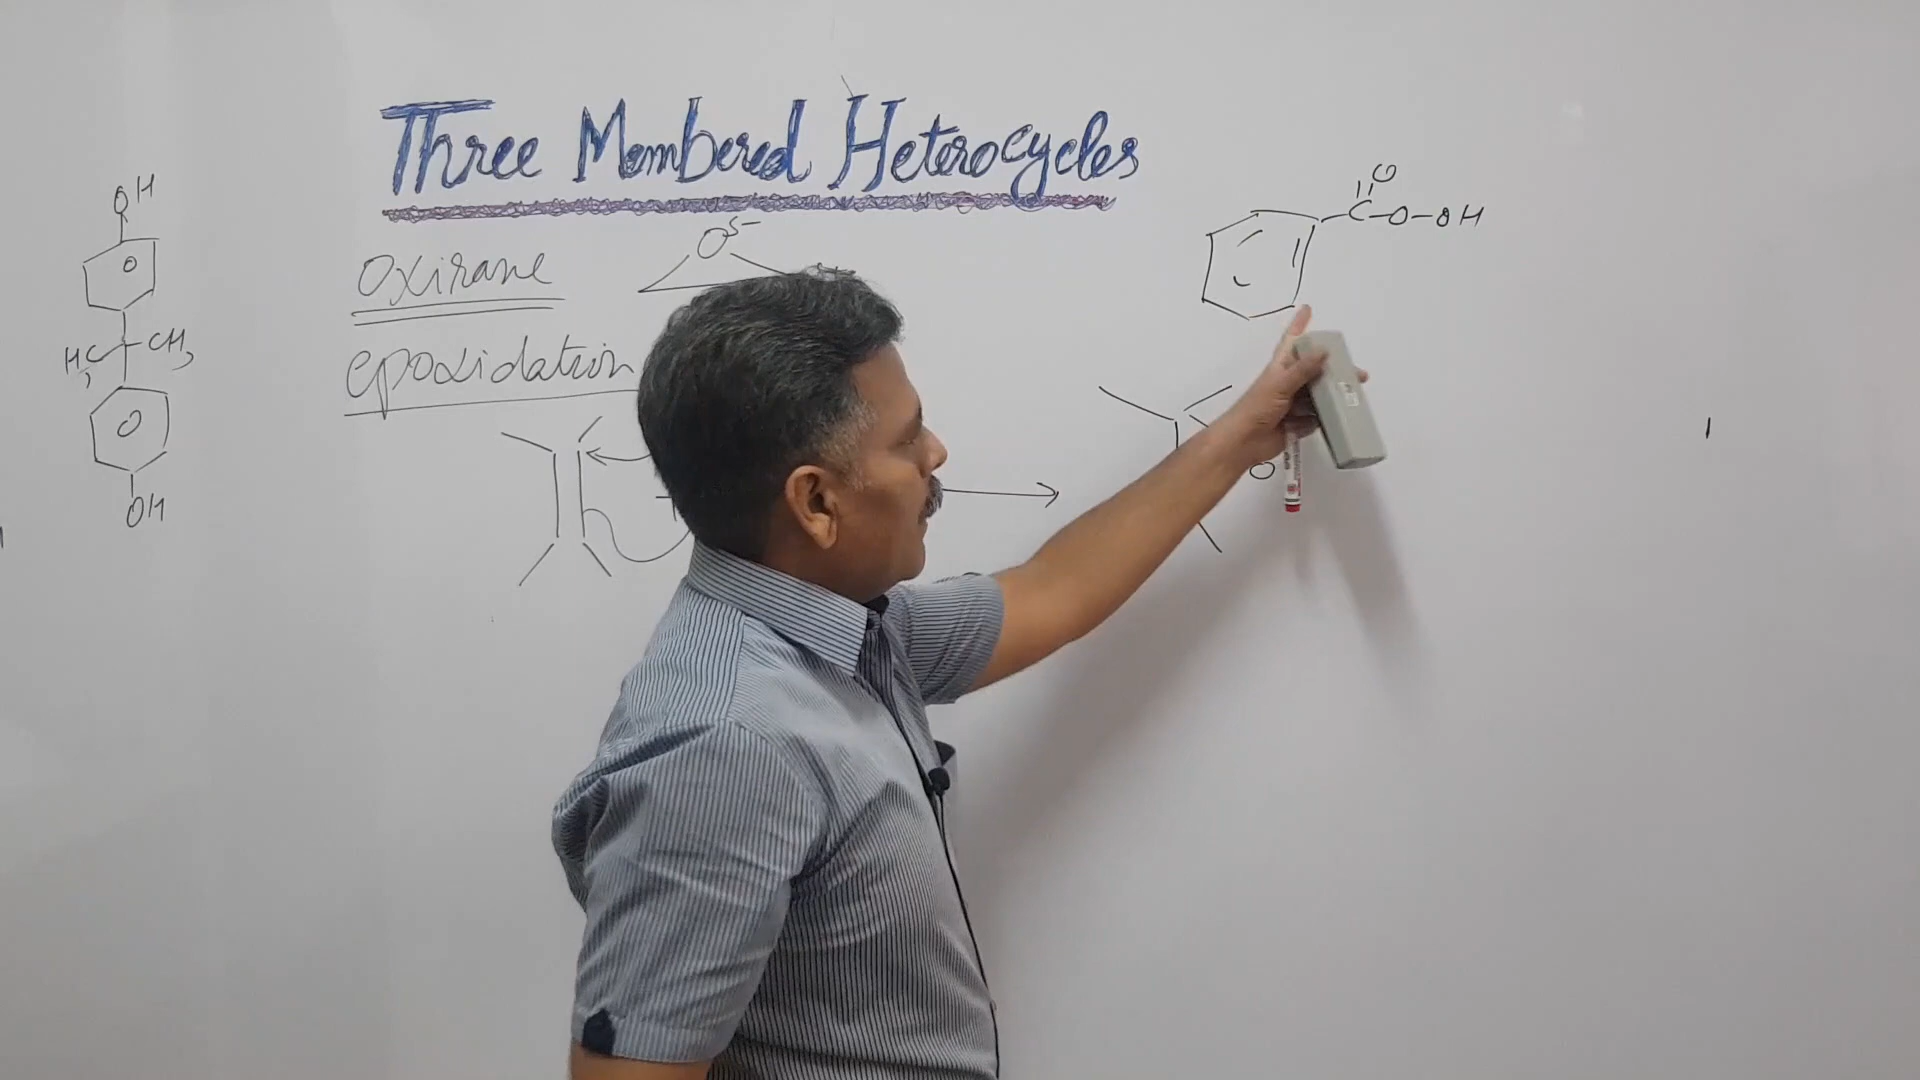 Three Membered Heterocycles
oxirane
O δ-
epoxidation
OH
O
H3C CH3
O
OH
O
C-O-OH
O